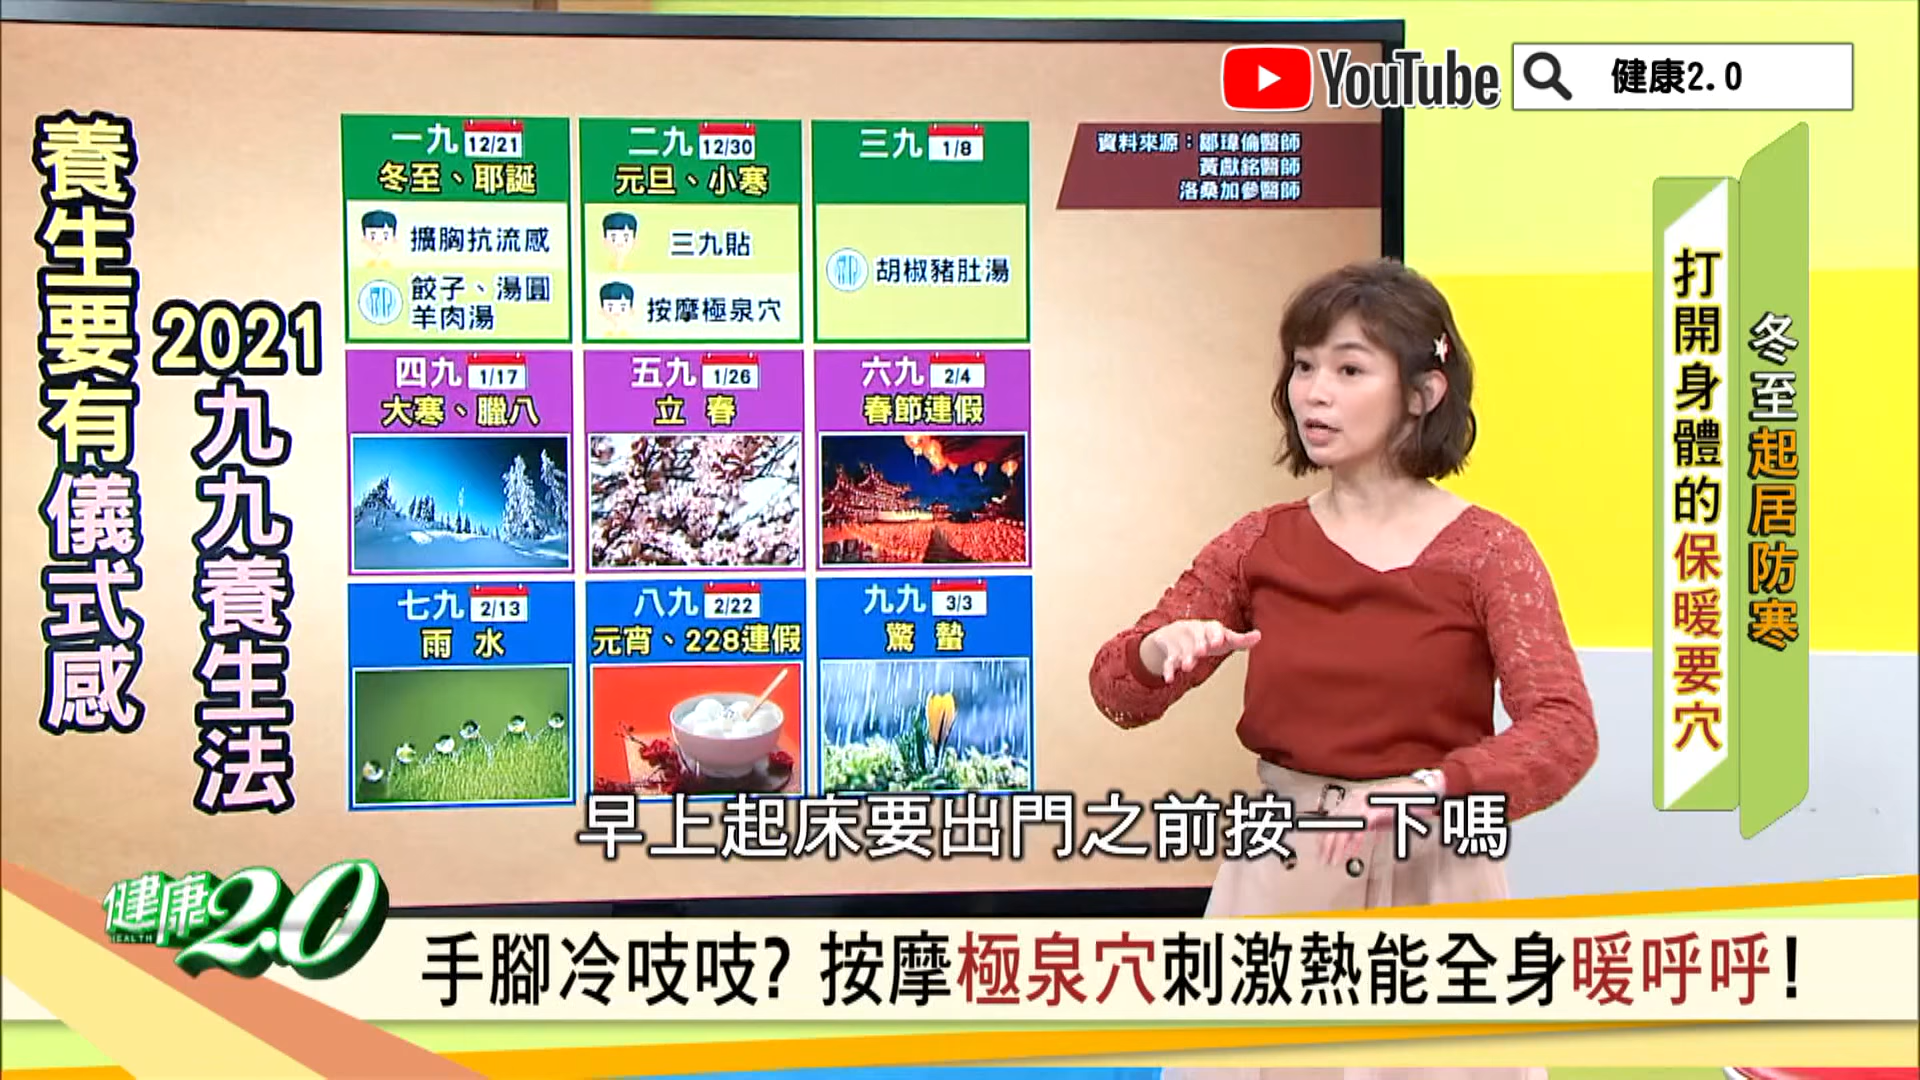 YouTube
健康2.0
養生要有儀式感
2021九九養生法
一九 12/21
冬至、耶誕
擴胸抗流感
餃子、湯圓
羊肉湯
二九 12/30
元旦、小寒
三九貼
按摩極泉穴
三九 1/8
胡椒豬肚湯
四九 1/17
大寒、臘八
五九 1/26
立春
六九 2/4
春節連假
七九 2/13
雨水
八九 2/22
元宵、228連假
九九 3/3
驚蟄
資料來源：鄒瑋倫醫師
黃獻銘醫師
洛桑加參醫師
冬至起居防寒
打開身體的保暖要穴
早上起床要出門之前按一下嗎
健康2.0
HEALTH
手腳冷吱吱? 按摩極泉穴刺激熱能全身暖呼呼!